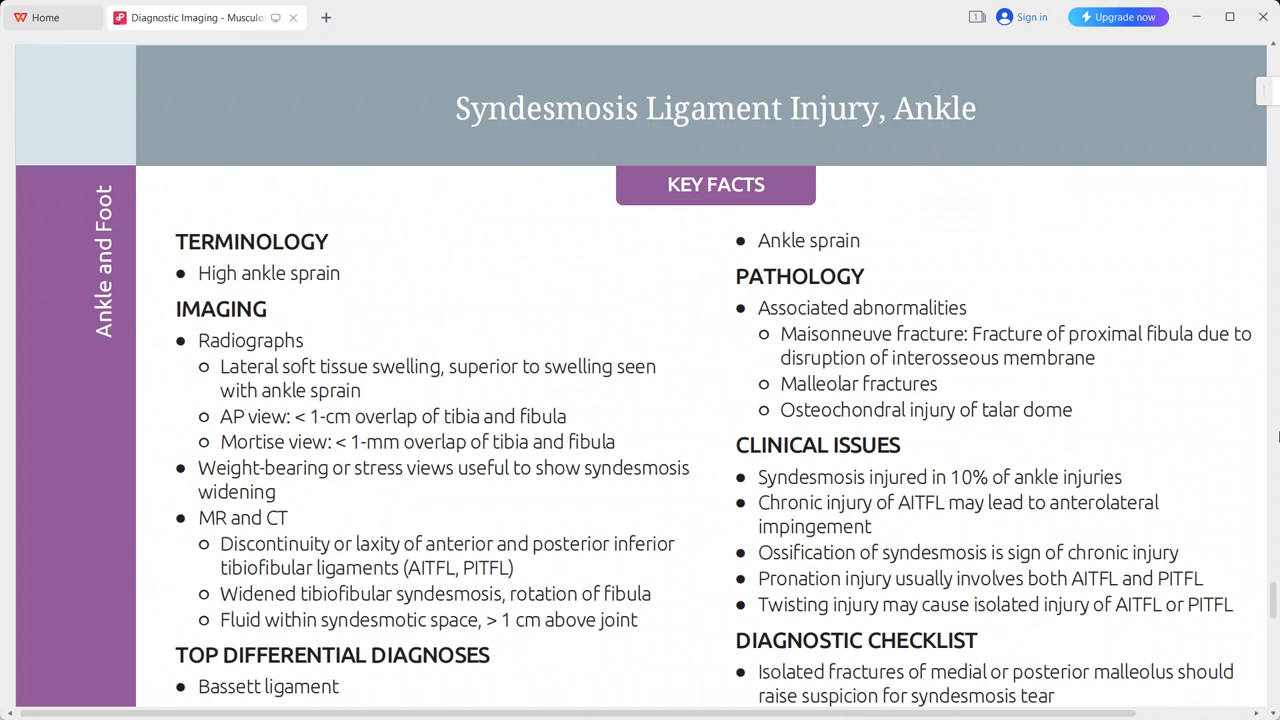 Home
Diagnostic Imaging - Musculos
1
Sign in
Upgrade now
Syndesmosis Ligament Injury, Ankle
Ankle and Foot
KEY FACTS
TERMINOLOGY
• High ankle sprain
IMAGING
• Radiographs
○ Lateral soft tissue swelling, superior to swelling seen
with ankle sprain
○ AP view: < 1-cm overlap of tibia and fibula
○ Mortise view: < 1-mm overlap of tibia and fibula
• Weight-bearing or stress views useful to show syndesmosis
widening
• MR and CT
○ Discontinuity or laxity of anterior and posterior inferior
tibiofibular ligaments (AITFL, PITFL)
○ Widened tibiofibular syndesmosis, rotation of fibula
○ Fluid within syndesmotic space, > 1 cm above joint
TOP DIFFERENTIAL DIAGNOSES
• Bassett ligament
• Ankle sprain
PATHOLOGY
• Associated abnormalities
○ Maisonneuve fracture: Fracture of proximal fibula due to
disruption of interosseous membrane
○ Malleolar fractures
○ Osteochondral injury of talar dome
CLINICAL ISSUES
• Syndesmosis injured in 10% of ankle injuries
• Chronic injury of AITFL may lead to anterolateral
impingement
• Ossification of syndesmosis is sign of chronic injury
• Pronation injury usually involves both AITFL and PITFL
• Twisting injury may cause isolated injury of AITFL or PITFL
DIAGNOSTIC CHECKLIST
• Isolated fractures of medial or posterior malleolus should
raise suspicion for syndesmosis tear